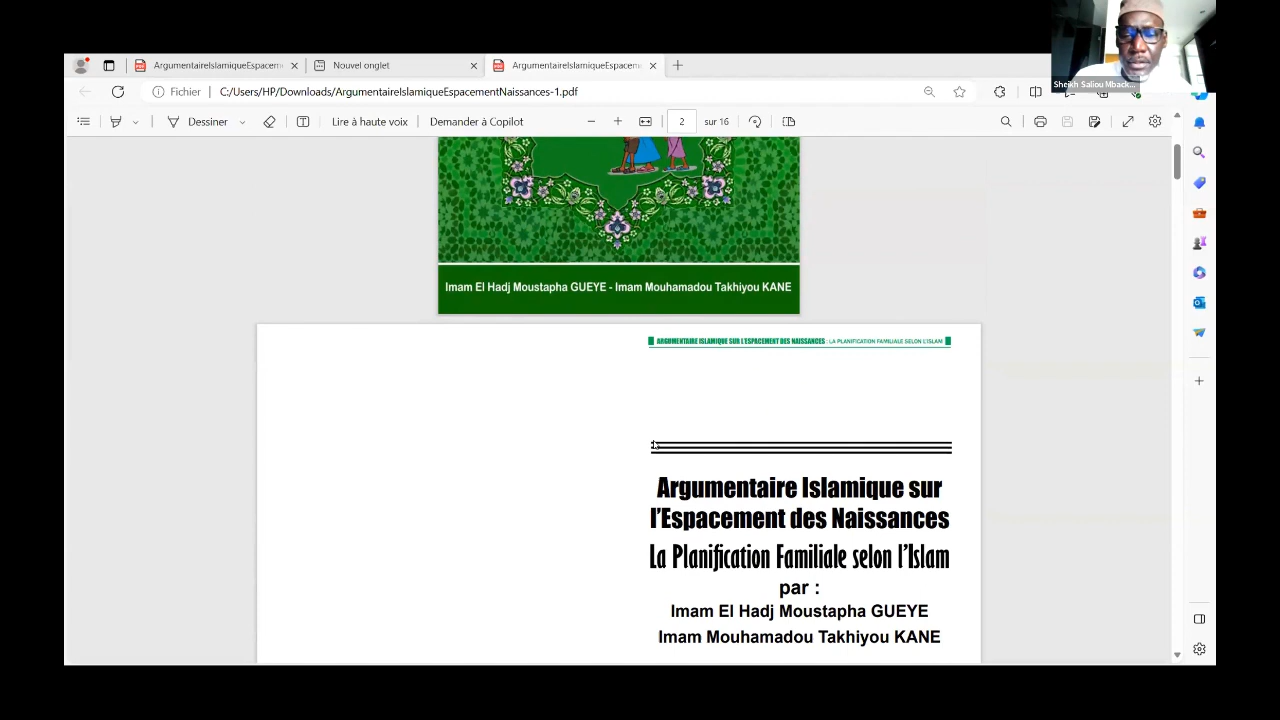 ArgumentaireIslamiqueEspacem
Nouvel onglet
ArgumentaireIslamiqueEspacem
Fichier
C:/Users/HP/Downloads/ArgumentaireIslamiqueEspacementNaissances-1.pdf
Sheikh Saliou Mback...
Dessiner
Lire à haute voix
Demander à Copilot
2
sur 16
Imam El Hadj Moustapha GUEYE - Imam Mouhamadou Takhiyou KANE
ARGUMENTAIRE ISLAMIQUE SUR L'ESPACEMENT DES NAISSANCES : LA PLANIFICATION FAMILIALE SELON L'ISLAM
Argumentaire Islamique sur
l'Espacement des Naissances
La Planification Familiale selon l'Islam
par :
Imam El Hadj Moustapha GUEYE
Imam Mouhamadou Takhiyou KANE